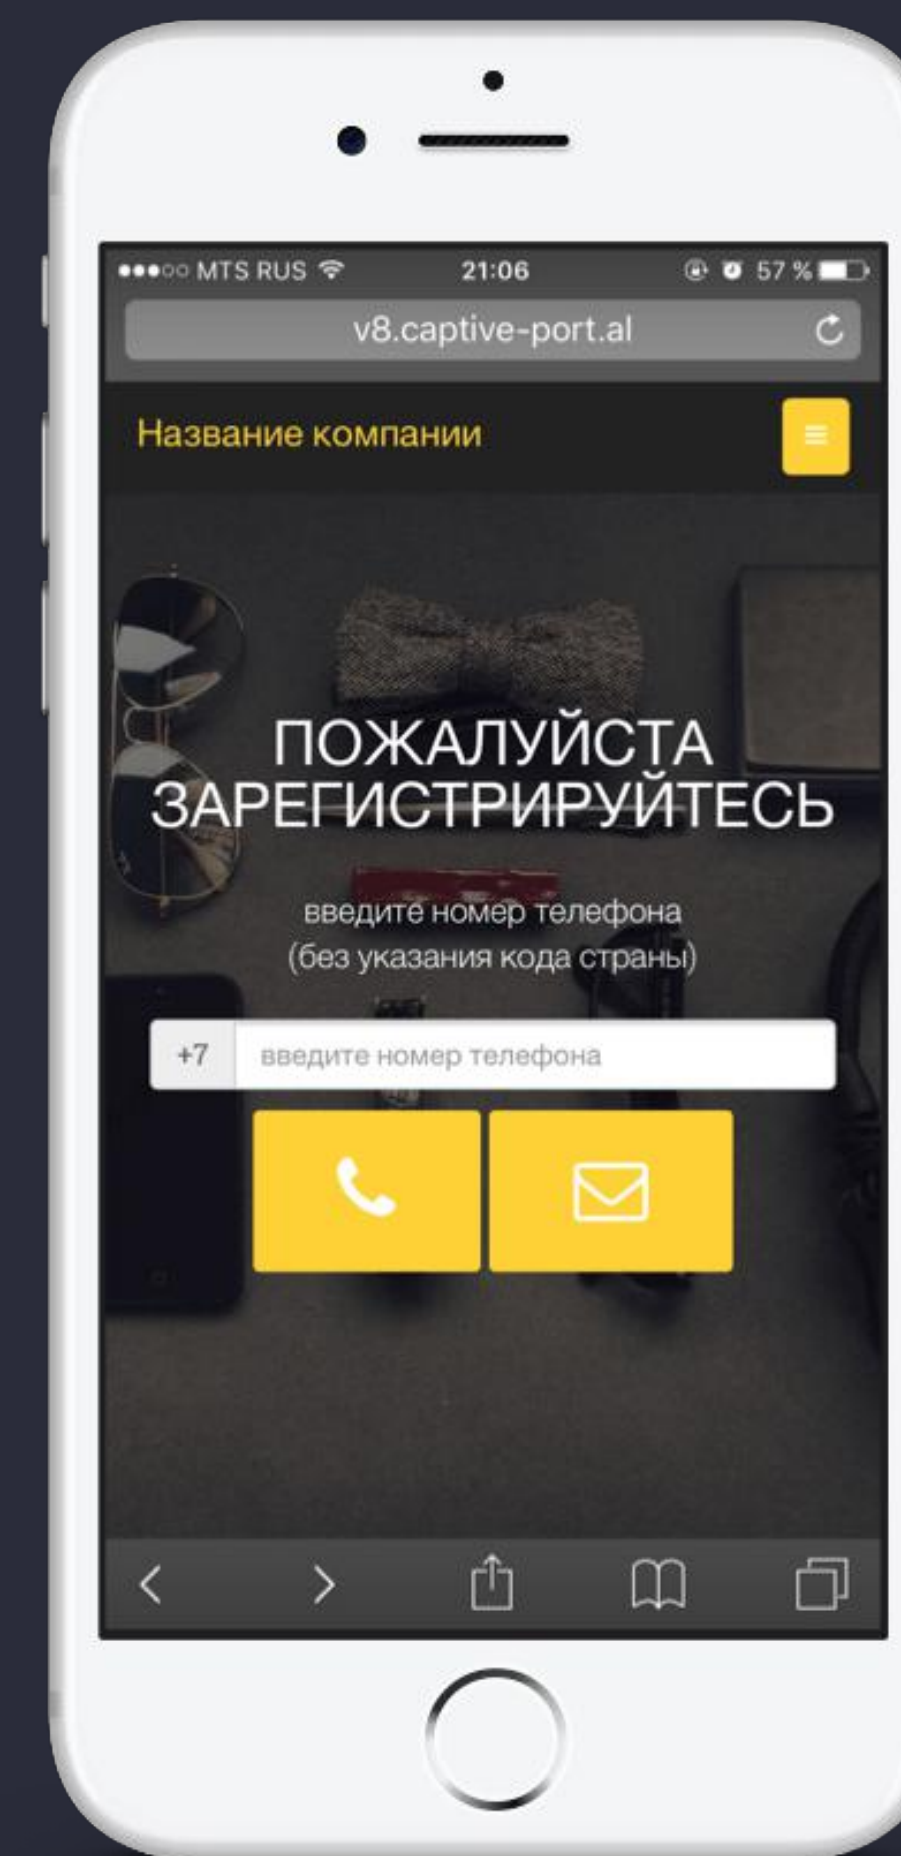 MTS RUS 21:06 57 %
v8.captive-port.al
Название компании
ПОЖАЛУЙСТА
ЗАРЕГИСТРИРУЙТЕСЬ
введите номер телефона
(без указания кода страны)
+7 введите номер телефона